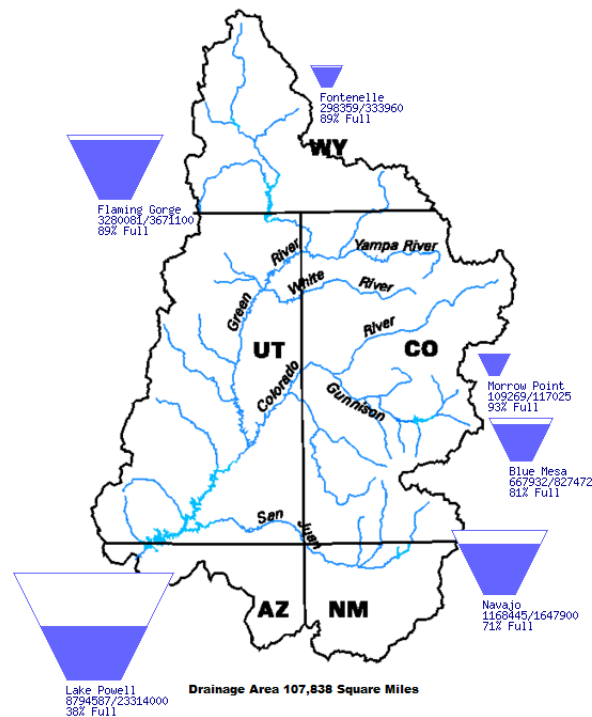 Fontenelle
298359/333960
89% Full
WY
Flaming Gorge
3280081/3671100
89% Full
River
Yampa River
White
River
Green
River
UT
CO
Colorado
Gunnison
Morrow Point
109269/117025
93% Full
Blue Mesa
667932/827472
81% Full
San
Juan
Navajo
1168445/1647900
71% Full
AZ
NM
Lake Powell
8794587/23314000
38% Full
Drainage Area 107,838 Square Miles